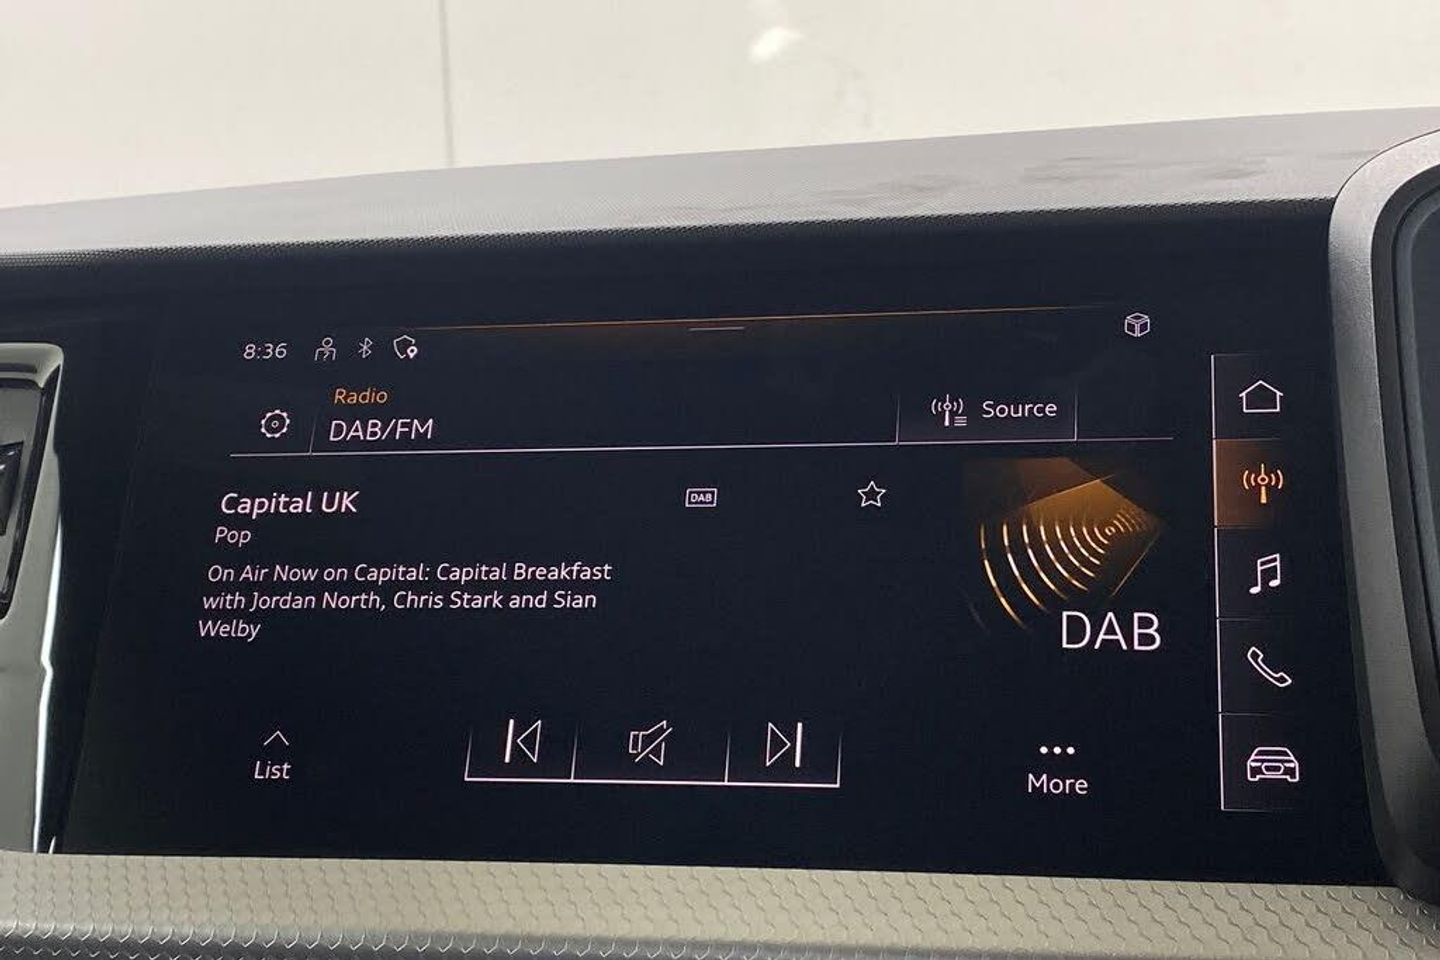 8:36
Radio
DAB/FM
Source
Capital UK
DAB
Pop
On Air Now on Capital: Capital Breakfast
with Jordan North, Chris Stark and Sian
Welby
DAB
List
More